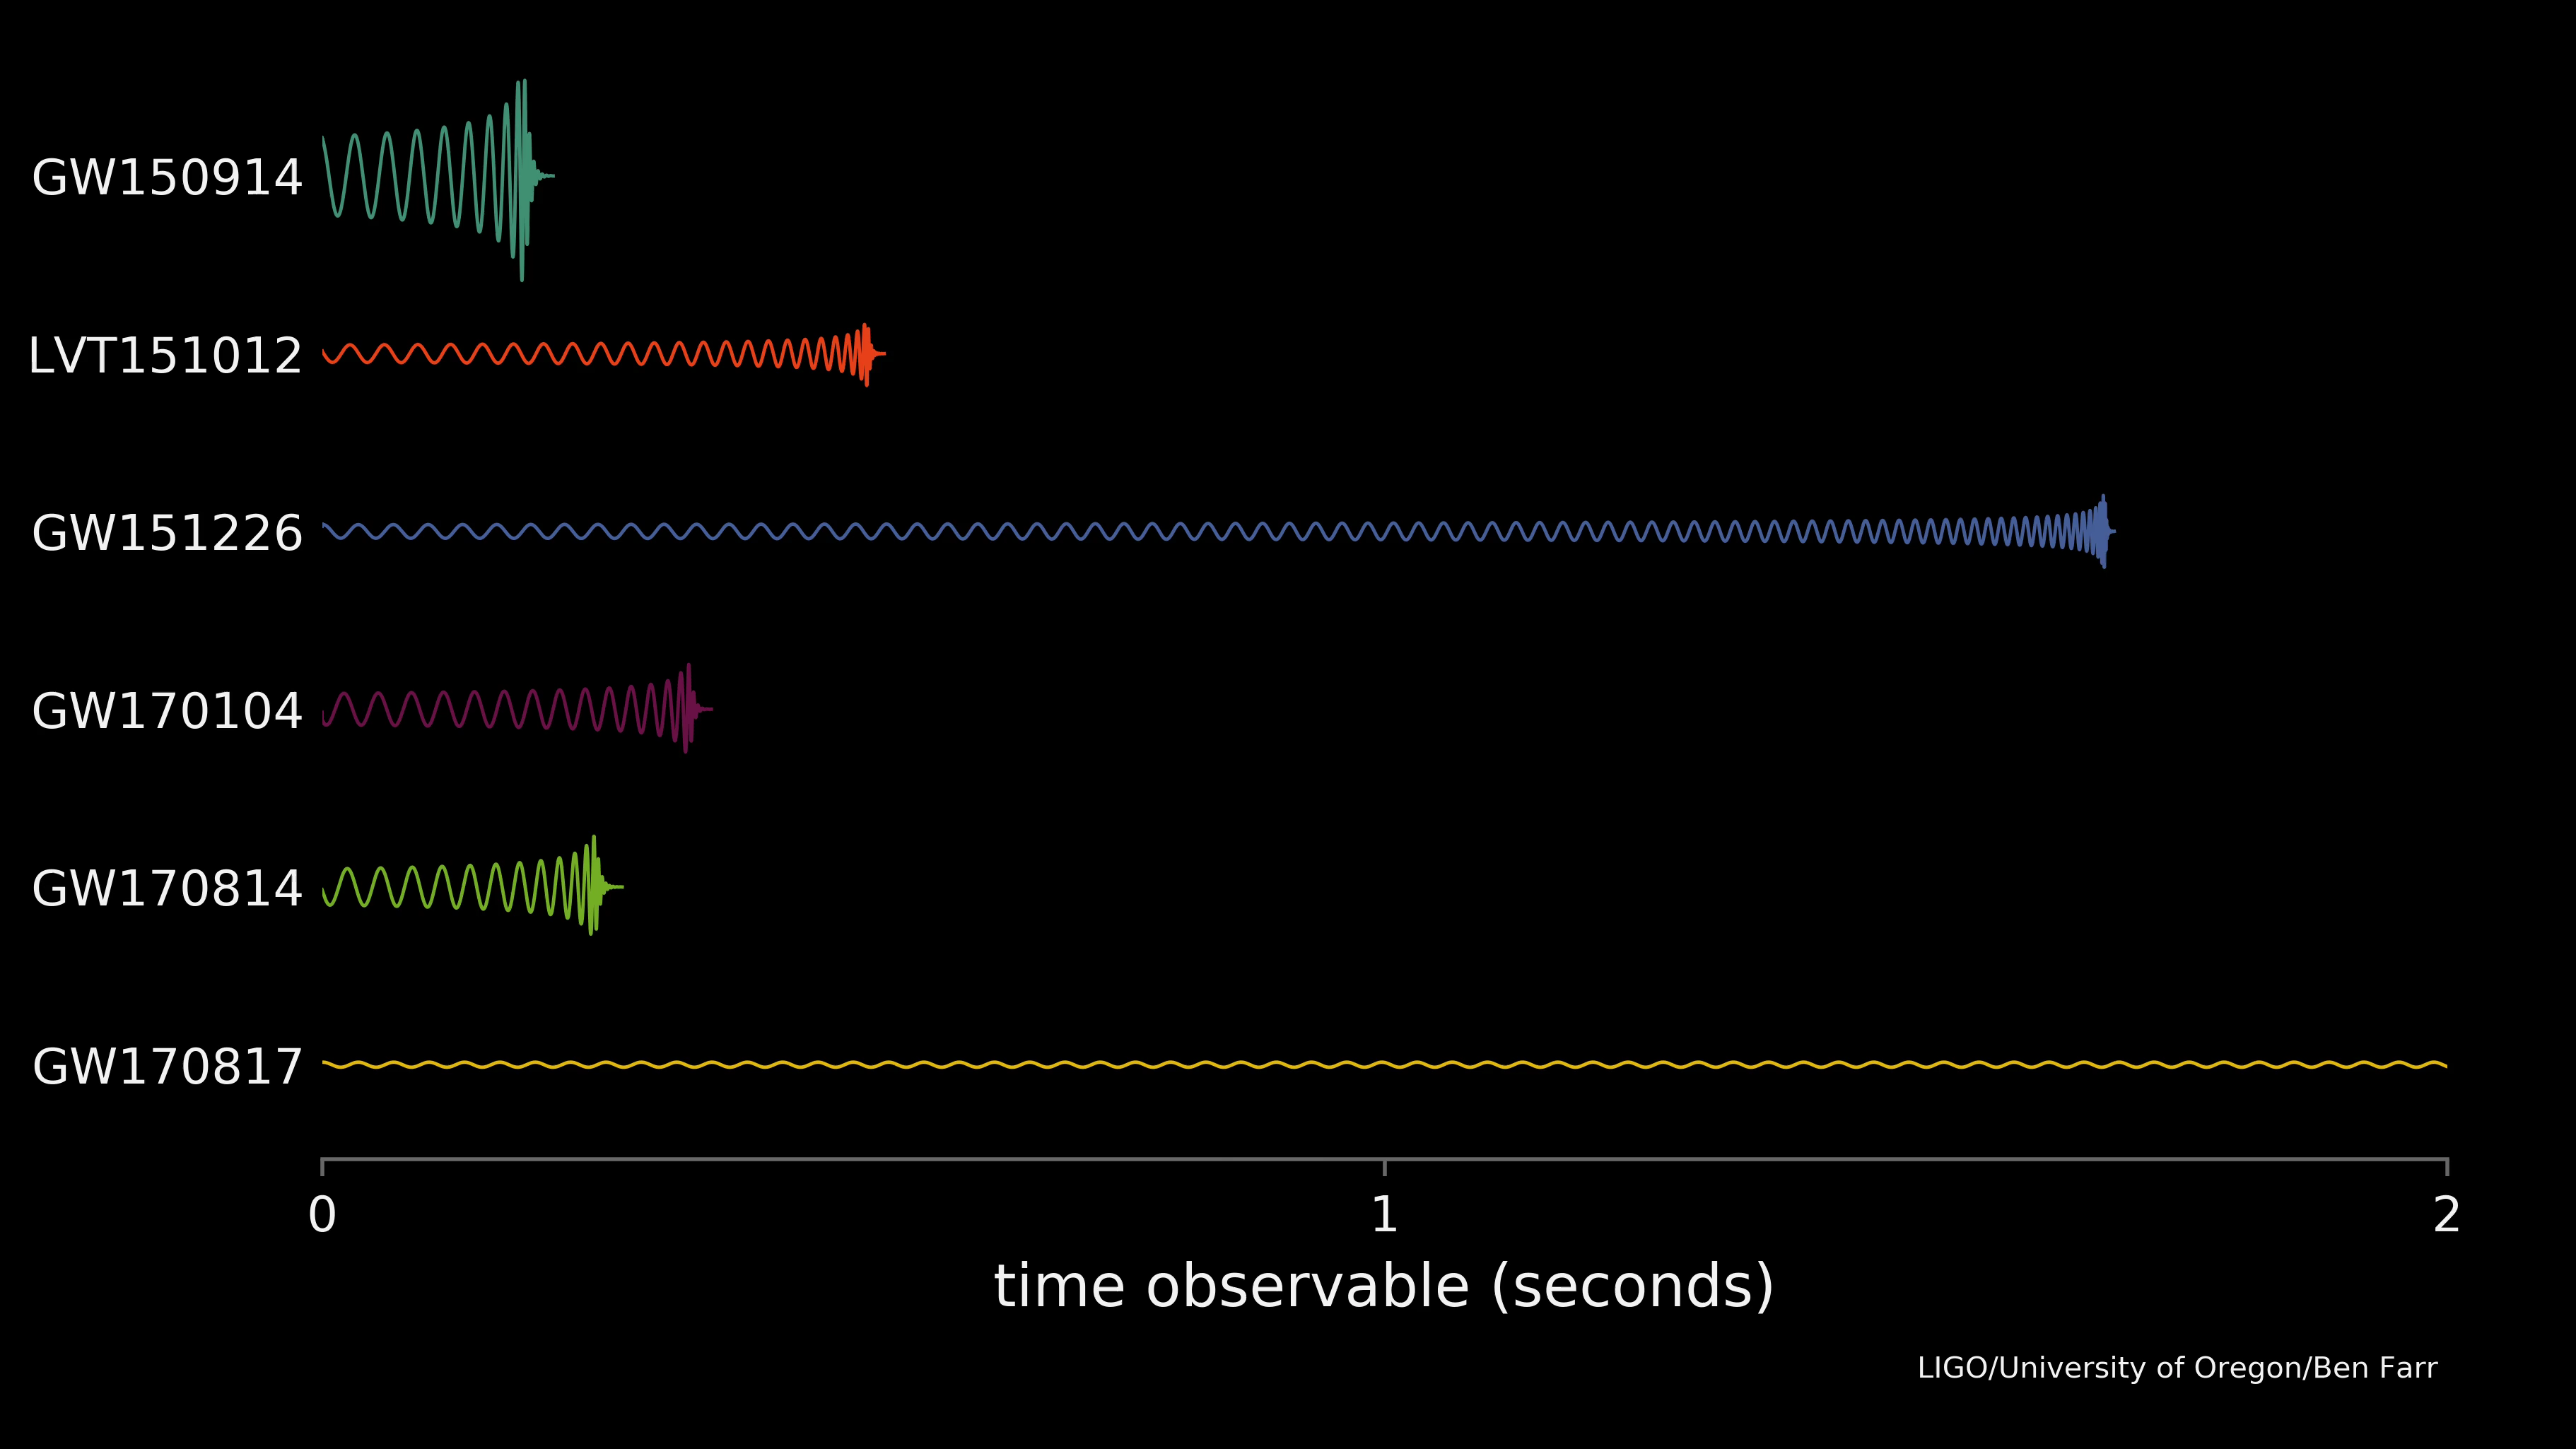 GW150914
LVT151012
GW151226
GW170104
GW170814
GW170817
0 1 2
time observable (seconds)
LIGO/University of Oregon/Ben Farr